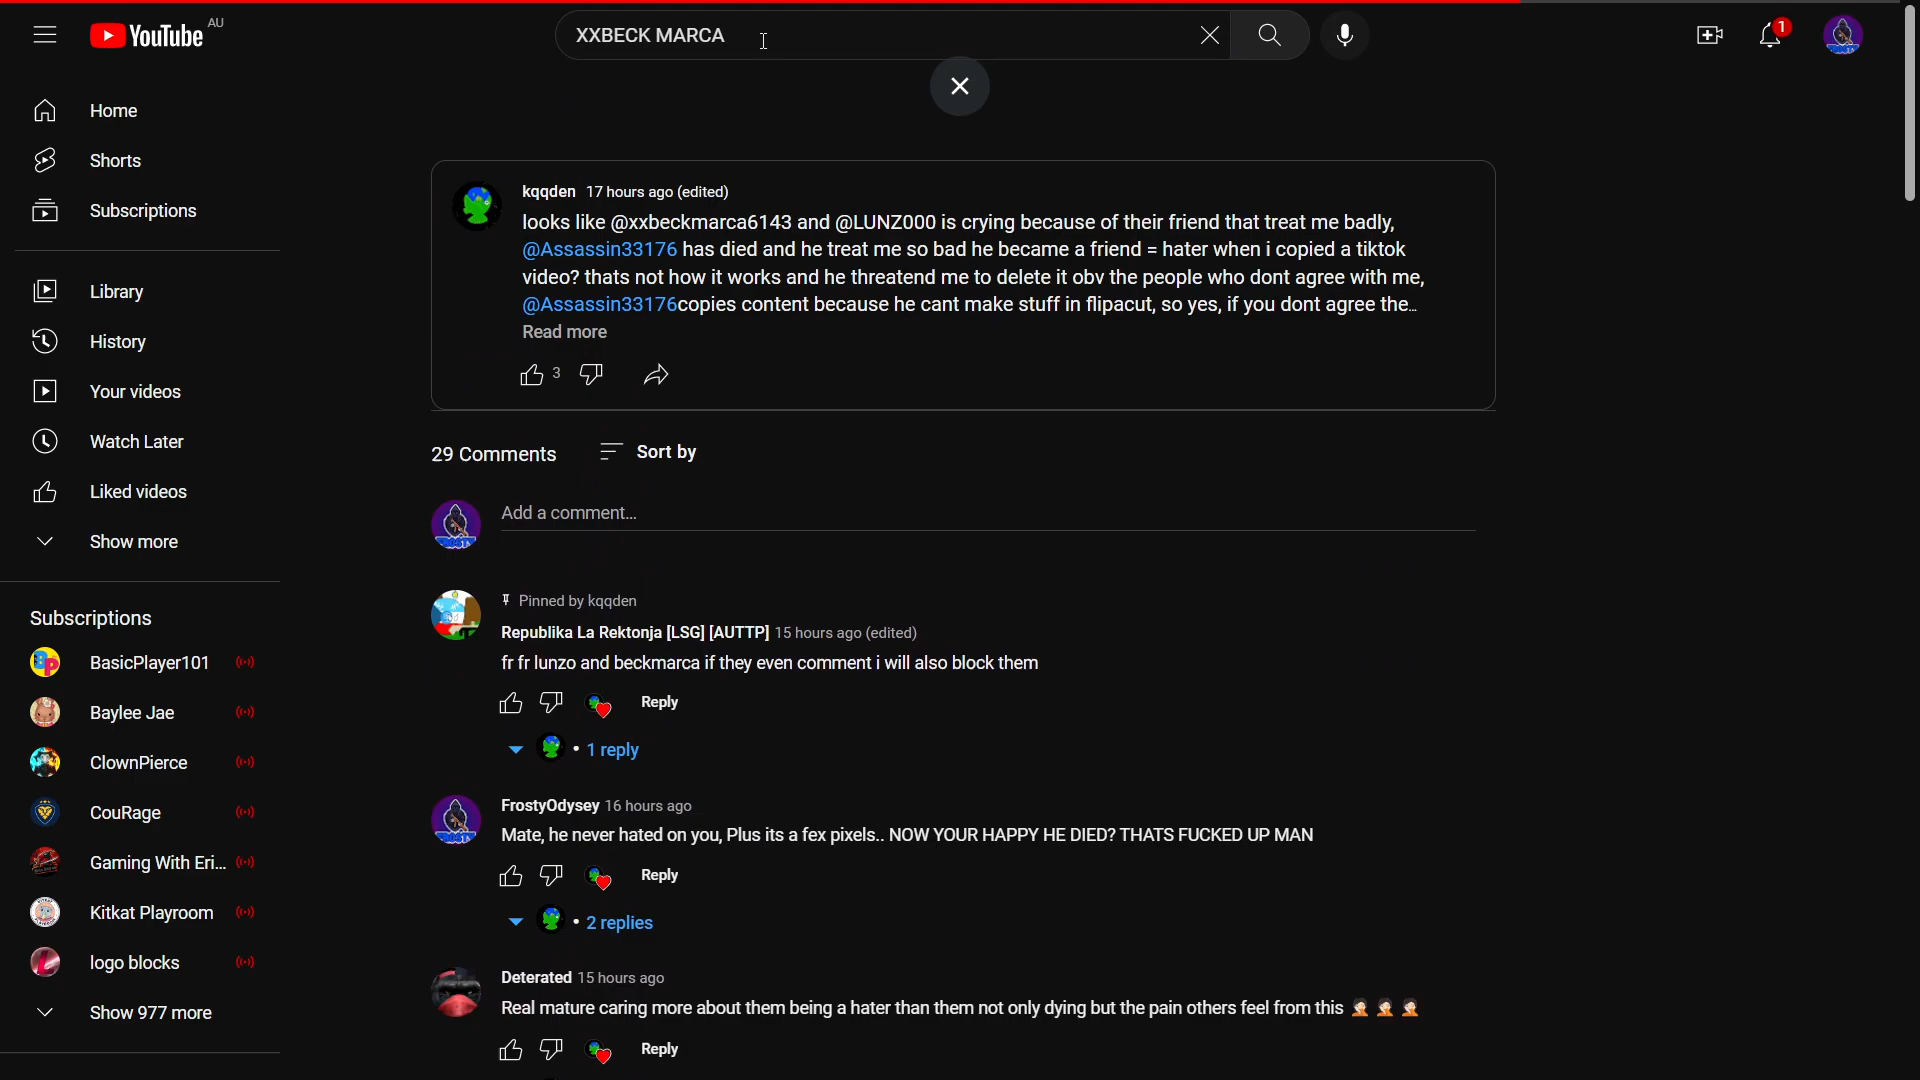 YouTube AU
XXBECK MARCA
1
Home
Shorts
Subscriptions
Library
History
Your videos
Watch Later
Liked videos
Show more
Subscriptions
BasicPlayer101
Baylee Jae
ClownPierce
CouRage
Gaming With Eri...
Kitkat Playroom
logo blocks
Show 977 more
kqqden 17 hours ago (edited)
looks like @xxbeckmarca6143 and @LUNZ000 is crying because of their friend that treat me badly,
@Assassin33176 has died and he treat me so bad he became a friend = hater when i copied a tiktok
video? thats not how it works and he threatend me to delete it obv the people who dont agree with me,
@Assassin33176copies content because he cant make stuff in flipacut, so yes, if you dont agree the...
Read more
3
29 Comments Sort by
Add a comment...
Pinned by kqqden
Republika La Rektonja [LSG] [AUTTP] 15 hours ago (edited)
fr fr lunzo and beckmarca if they even comment i will also block them
Reply
1 reply
FrostyOdysey 16 hours ago
Mate, he never hated on you, Plus its a fex pixels.. NOW YOUR HAPPY HE DIED? THATS FUCKED UP MAN
Reply
2 replies
Deterated 15 hours ago
Real mature caring more about them being a hater than them not only dying but the pain others feel from this 🤦🏻 🤦🏻 🤦🏻
Reply